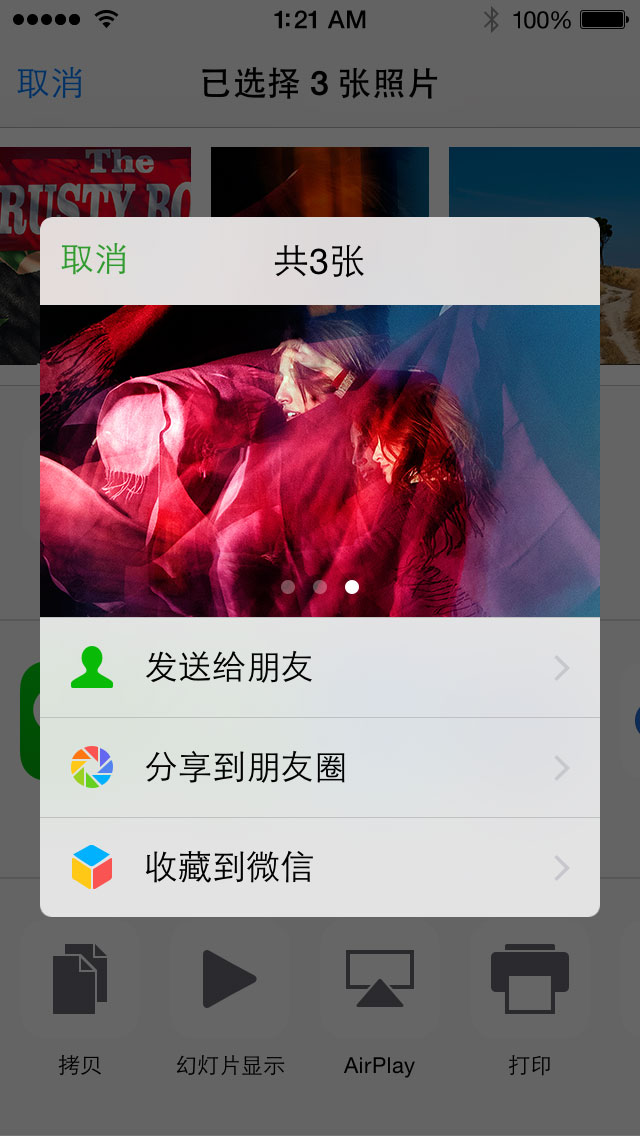 1:21 AM 100%
取消 已选择 3 张照片
The
RUSTY BO
取消 共3张
发送给朋友
分享到朋友圈
收藏到微信
拷贝 幻灯片显示 AirPlay 打印